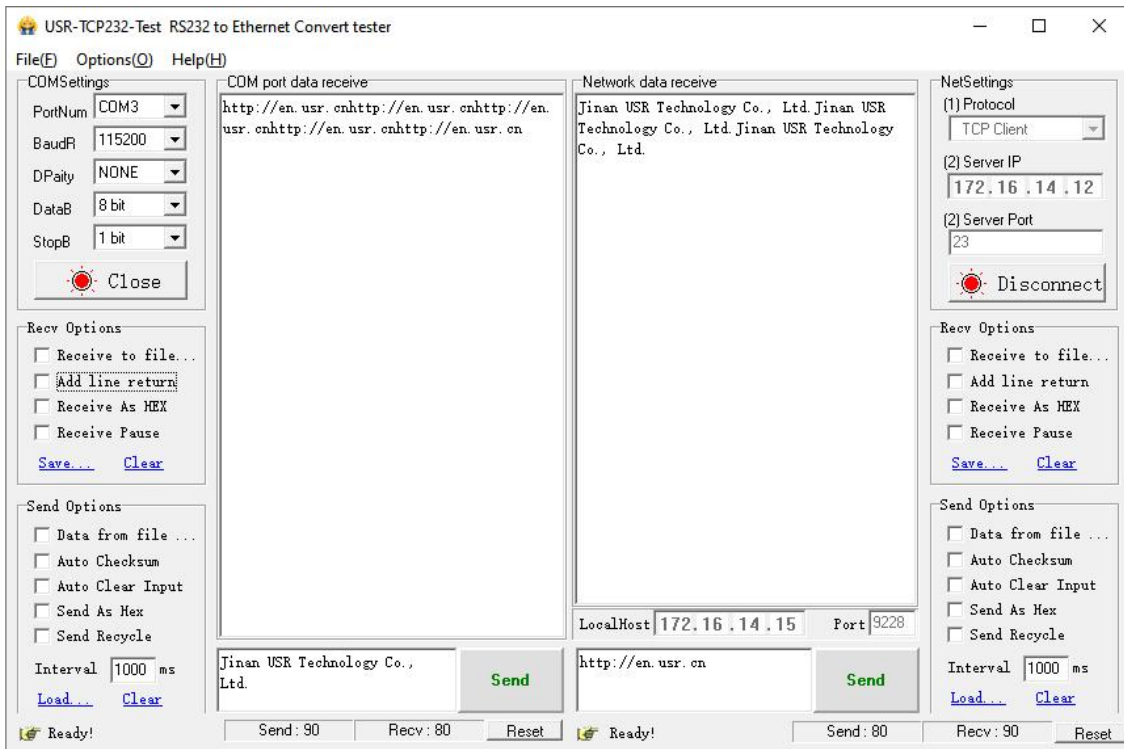 USR-TCP232-Test RS232 to Ethernet Convert tester
File(F) Options(O) Help(H)
COMSettings
PortNum COM3
BaudR 115200
DPaity NONE
DataB 8 bit
StopB 1 bit
Close
Recv Options
Receive to file...
Add line return
Receive As HEX
Receive Pause
Save... Clear
Send Options
Data from file ...
Auto Checksum
Auto Clear Input
Send As Hex
Send Recycle
Interval 1000 ms
Load... Clear
Ready!
COM port data receive
http://en.usr.cnhttp://en.usr.cnhttp://en.
usr.cnhttp://en.usr.cnhttp://en.usr.cn
Jinan USR Technology Co.,
Ltd.
Send
Send : 90 Recv : 80 Reset
Network data receive
Jinan USR Technology Co., Ltd.Jinan USR
Technology Co., Ltd.Jinan USR Technology
Co., Ltd.
LocalHost 172.16.14.15 Port 9228
http://en.usr.cn
Send
Ready! Send : 80 Recv : 90 Reset
NetSettings
(1) Protocol
TCP Client
(2) Server IP
172.16.14.12
(2) Server Port
23
Disconnect
Recv Options
Receive to file...
Add line return
Receive As HEX
Receive Pause
Save... Clear
Send Options
Data from file ...
Auto Checksum
Auto Clear Input
Send As Hex
Send Recycle
Interval 1000 ms
Load... Clear